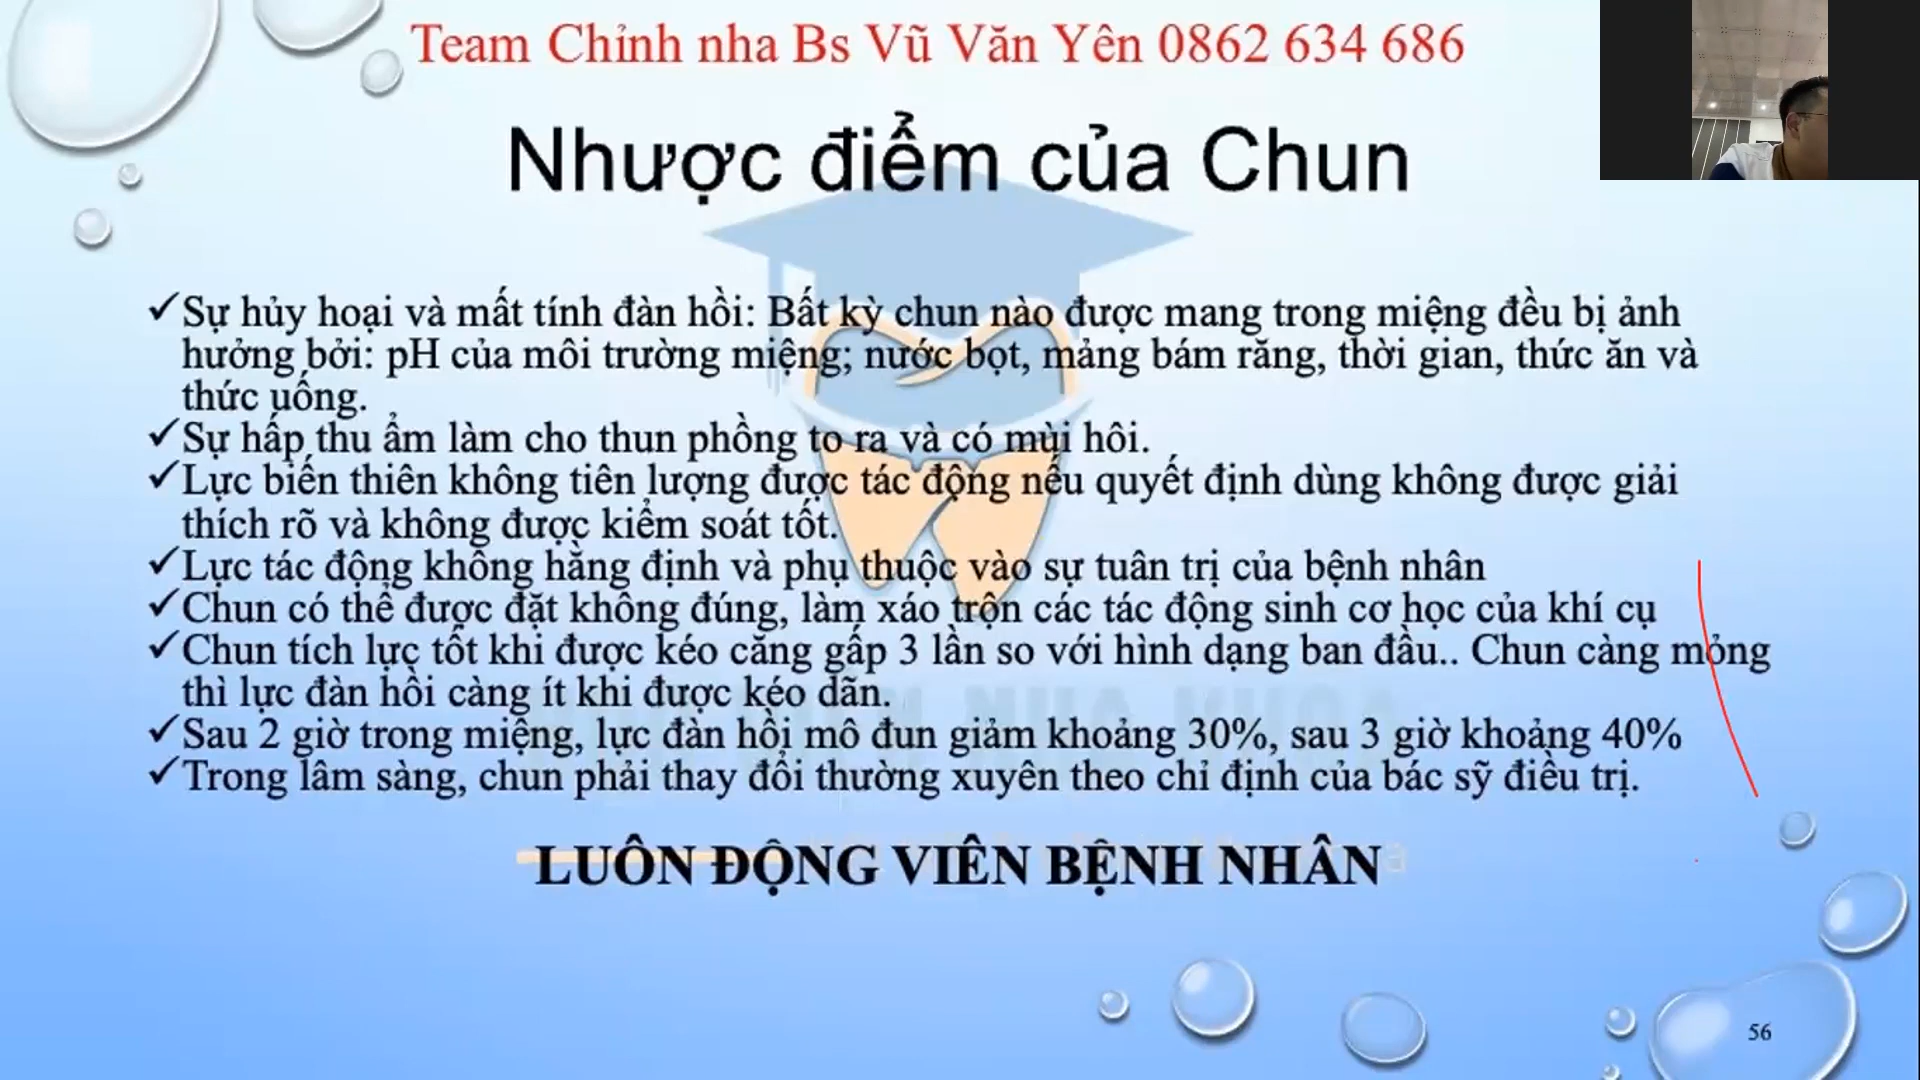 Team Chỉnh nha Bs Vũ Văn Yên 0862 634 686
Nhược điểm của Chun
✓Sự hủy hoại và mất tính đàn hồi: Bất kỳ chun nào được mang trong miệng đều bị ảnh
hưởng bởi: pH của môi trường miệng; nước bọt, mảng bám răng, thời gian, thức ăn và
thức uống.
✓Sự hấp thu ẩm làm cho thun phồng to ra và có mùi hôi.
✓Lực biến thiên không tiên lượng được tác động nếu quyết định dùng không được giải
thích rõ và không được kiểm soát tốt.
✓Lực tác động không hằng định và phụ thuộc vào sự tuân trị của bệnh nhân
✓Chun có thể được đặt không đúng, làm xáo trộn các tác động sinh cơ học của khí cụ
✓Chun tích lực tốt khi được kéo căng gấp 3 lần so với hình dạng ban đầu.. Chun càng mỏng
thì lực đàn hồi càng ít khi được kéo dãn.
✓Sau 2 giờ trong miệng, lực đàn hồi mô đun giảm khoảng 30%, sau 3 giờ khoảng 40%
✓Trong lâm sàng, chun phải thay đổi thường xuyên theo chỉ định của bác sỹ điều trị.
LUÔN ĐỘNG VIÊN BỆNH NHÂN
56